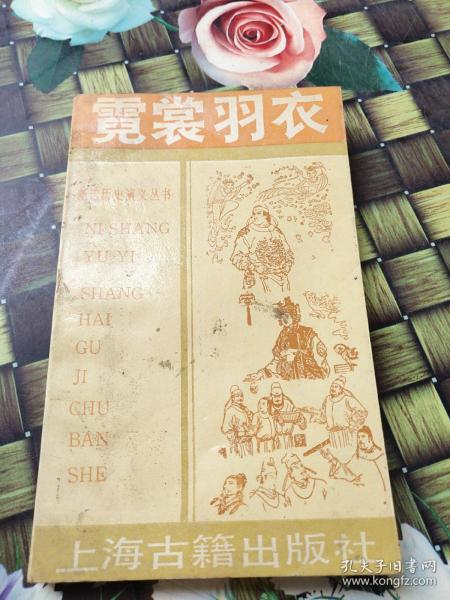 霓裳羽衣
历史演义丛书
NI SHANG
YU YI
SHANG
HAI
GU
JI
CHU
BAN
SHE
上海古籍出版社
孔夫子旧书网
www.kongfz.com